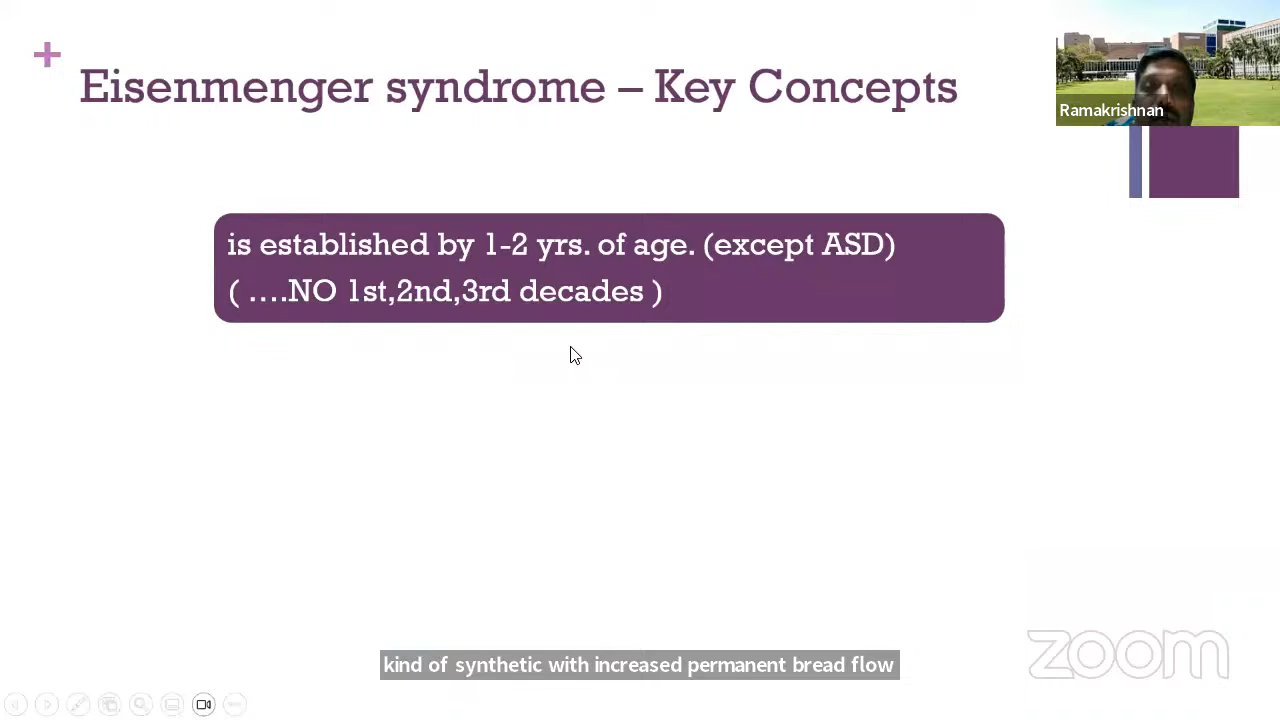 +
Eisenmenger syndrome – Key Concepts
Ramakrishnan
is established by 1-2 yrs. of age. (except ASD)
( ....NO 1st,2nd,3rd decades )
kind of synthetic with increased permanent bread flow
zoom